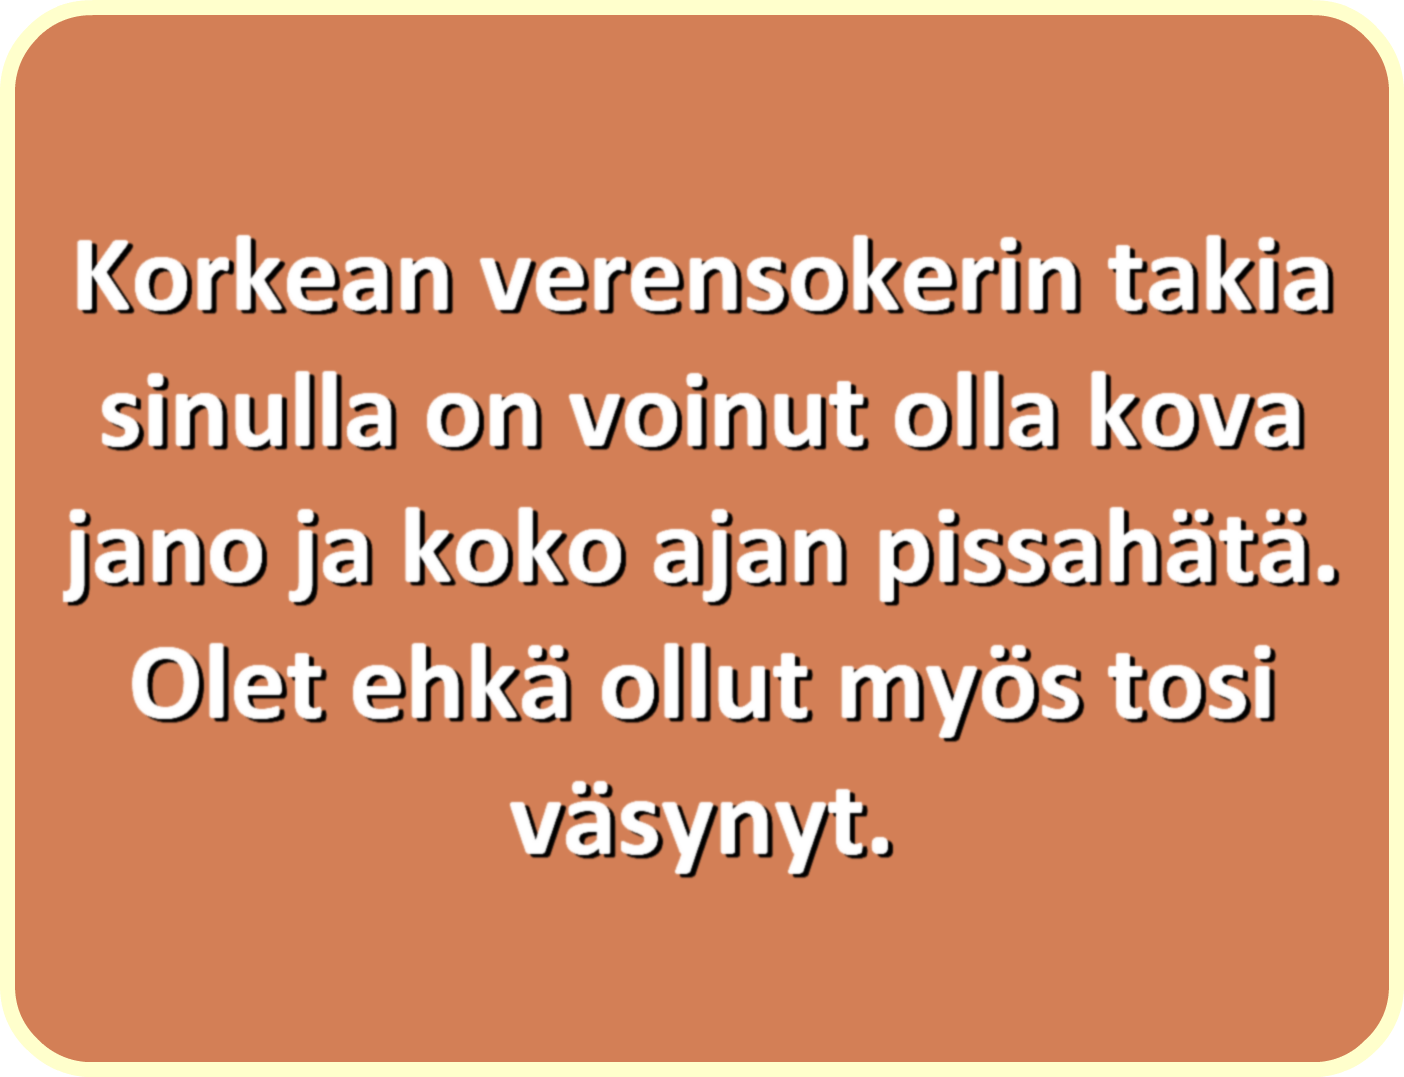 Korkean verensokerin takia
sinulla on voinut olla kova
jano ja koko ajan pissahätä.
Olet ehkä ollut myös tosi
väsynyt.